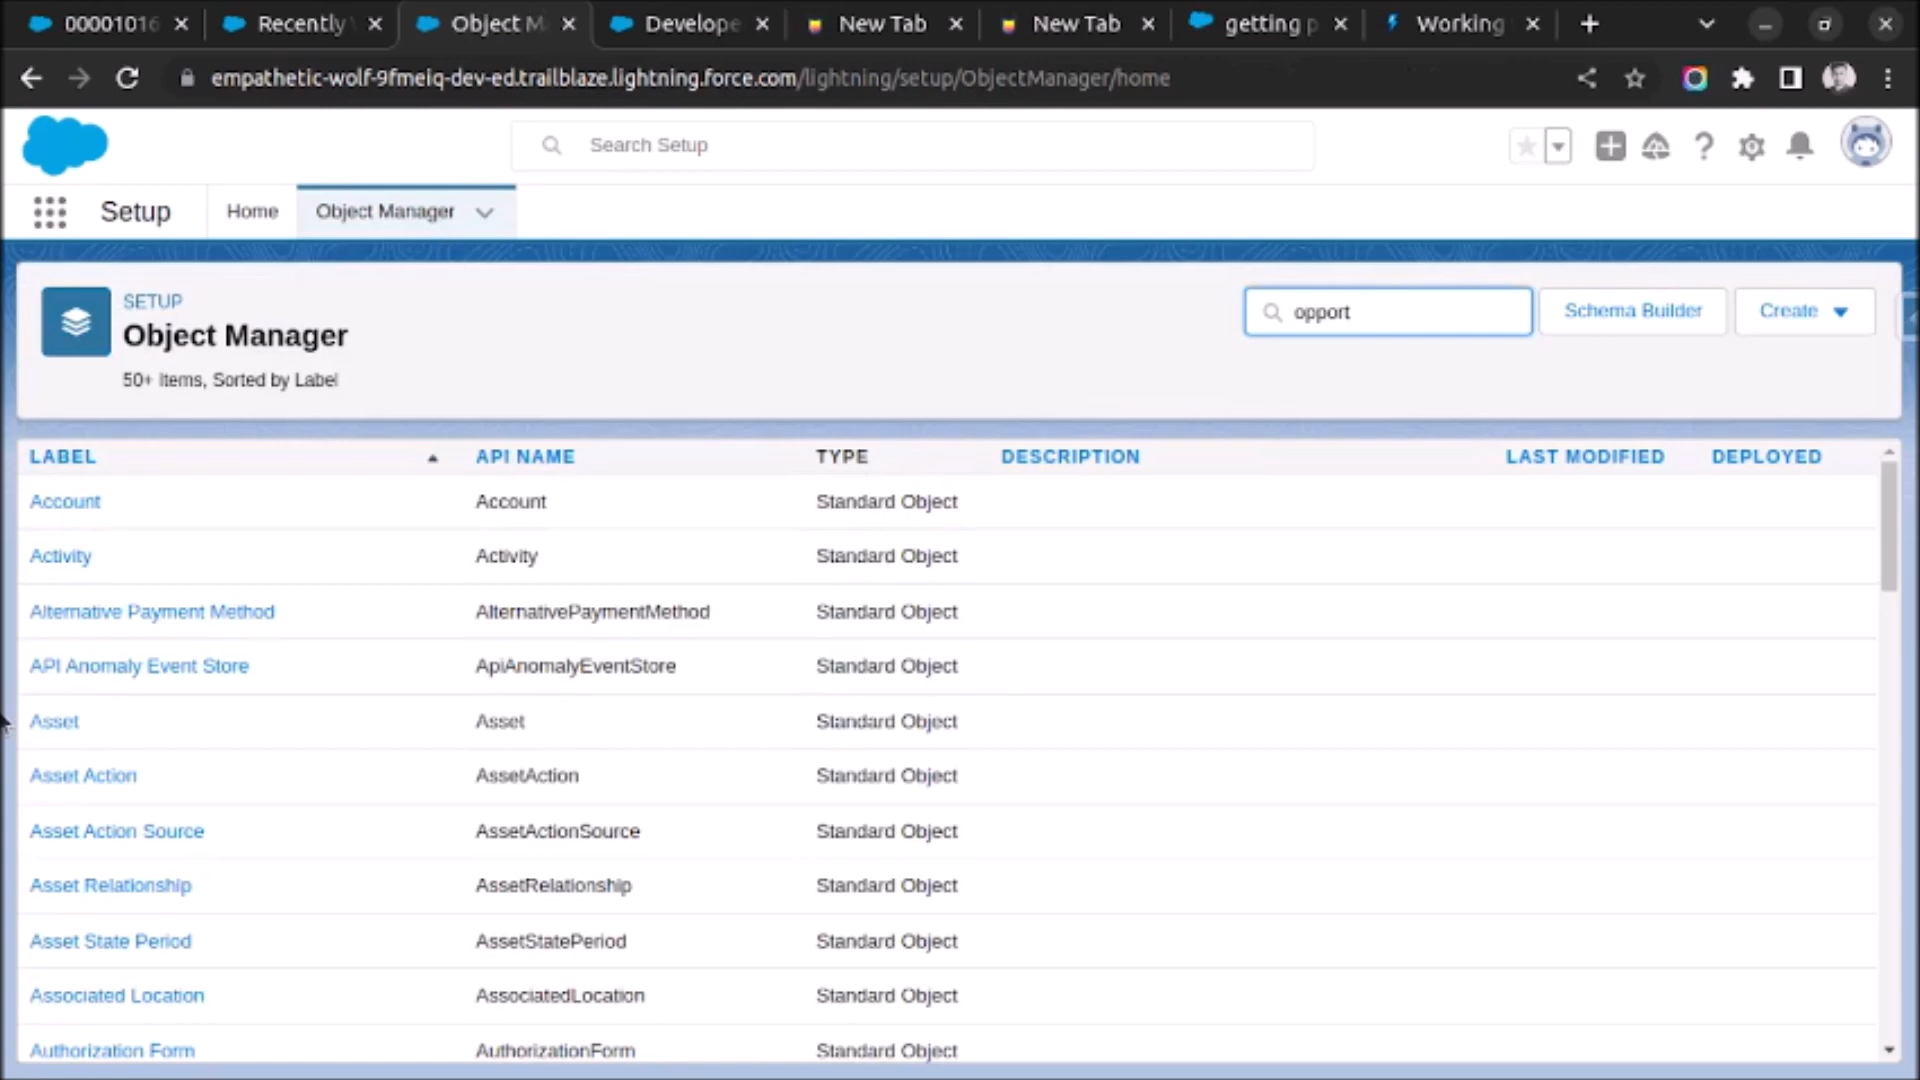 00001016
Recently
Object M
Develope
New Tab
New Tab
getting p
Working
empathetic-wolf-9fmeiq-dev-ed.trailblaze.lightning.force.com/lightning/setup/ObjectManager/home
Search Setup
Setup
Home
Object Manager
SETUP
Object Manager
50+ Items, Sorted by Label
opport
Schema Builder
Create
LABEL API NAME TYPE DESCRIPTION LAST MODIFIED DEPLOYED
Account Account Standard Object
Activity Activity Standard Object
Alternative Payment Method AlternativePaymentMethod Standard Object
API Anomaly Event Store ApiAnomalyEventStore Standard Object
Asset Asset Standard Object
Asset Action AssetAction Standard Object
Asset Action Source AssetActionSource Standard Object
Asset Relationship AssetRelationship Standard Object
Asset State Period AssetStatePeriod Standard Object
Associated Location AssociatedLocation Standard Object
Authorization Form AuthorizationForm Standard Object